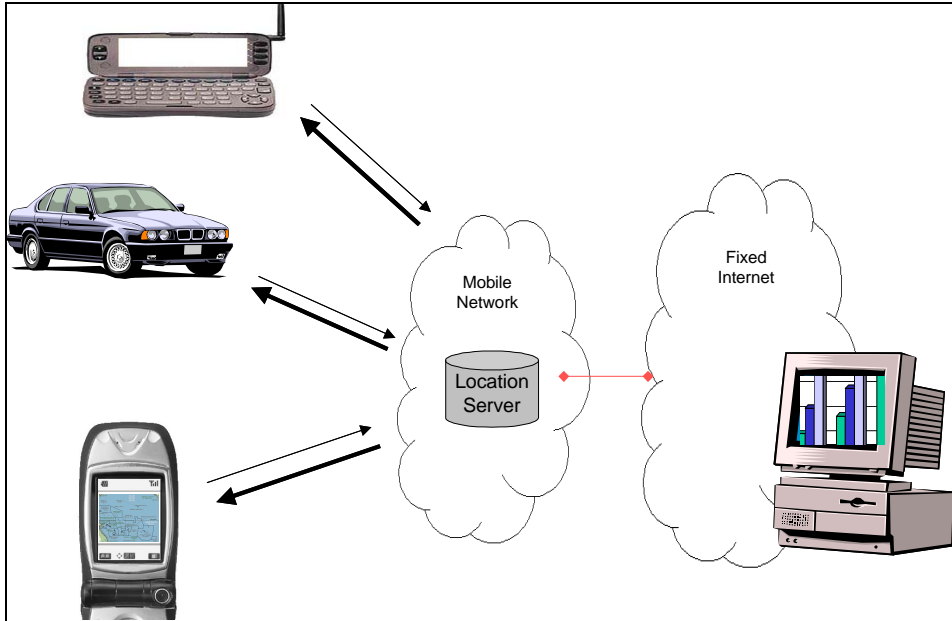 Mobile
Network
Location
Server
Fixed
Internet